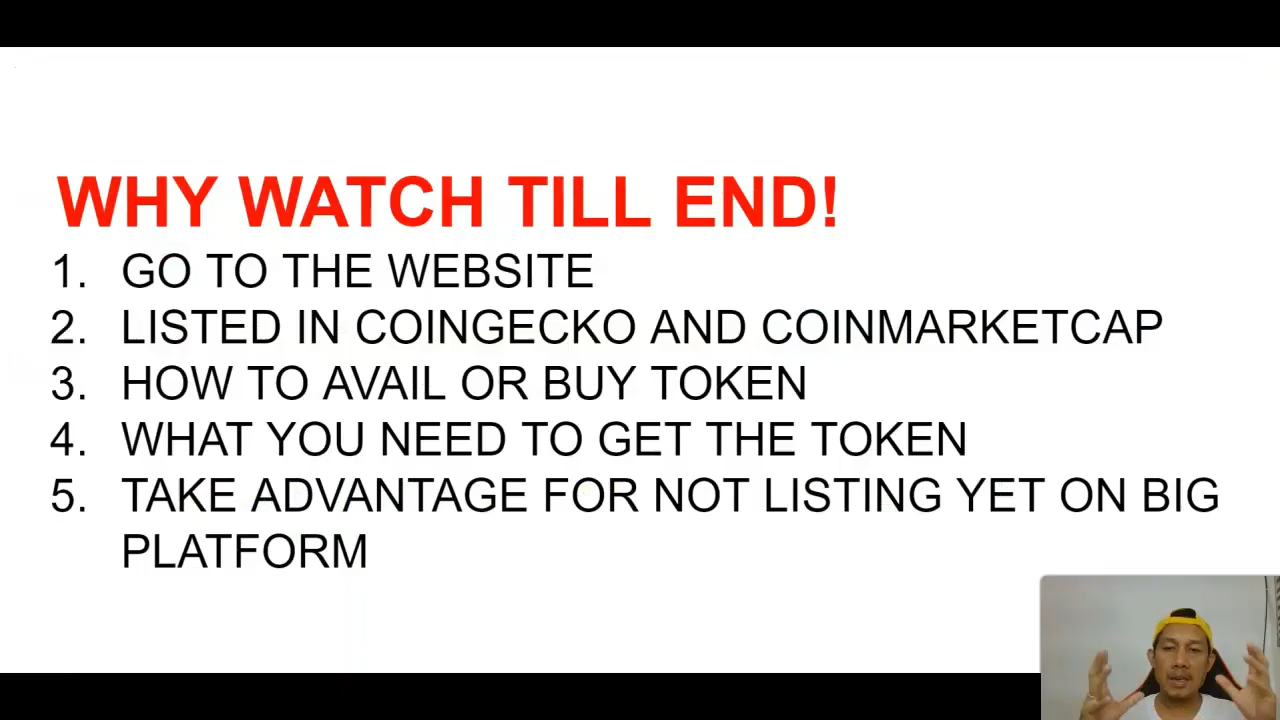 WHY WATCH TILL END!
1. GO TO THE WEBSITE
2. LISTED IN COINGECKO AND COINMARKETCAP
3. HOW TO AVAIL OR BUY TOKEN
4. WHAT YOU NEED TO GET THE TOKEN
5. TAKE ADVANTAGE FOR NOT LISTING YET ON BIG
PLATFORM